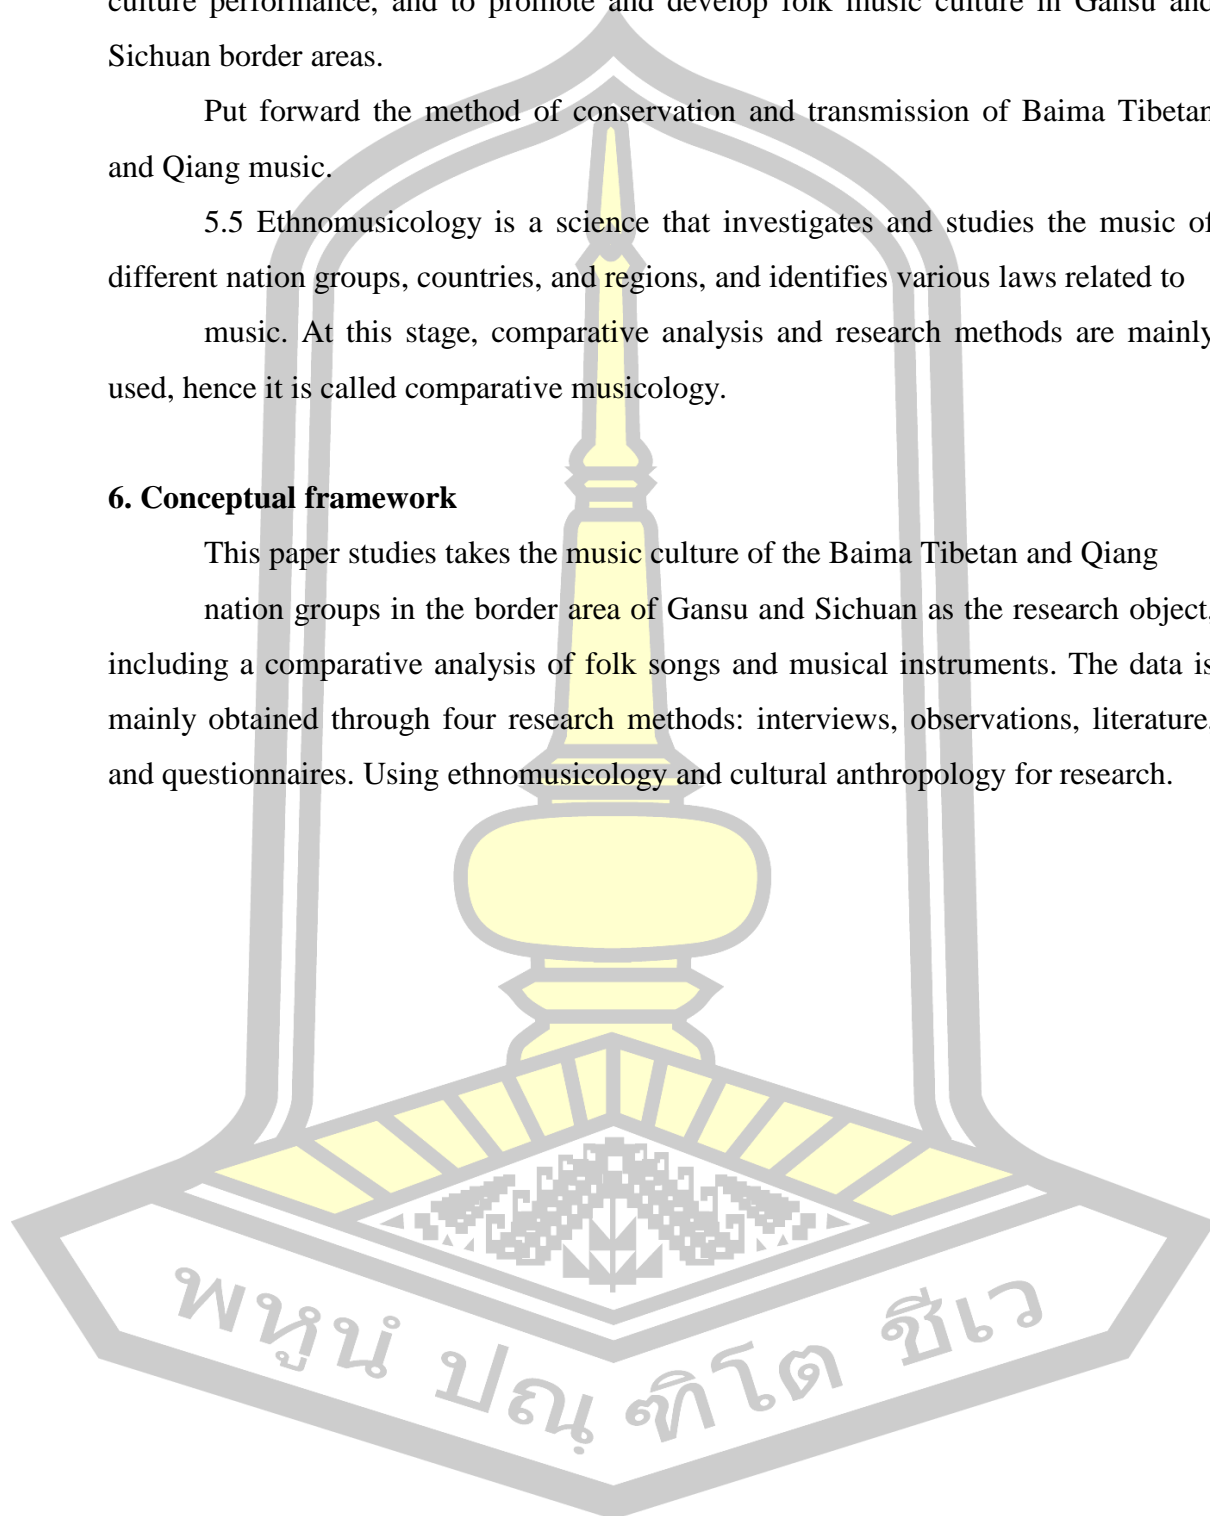 culture performance, and to promote and develop folk music culture in Gansu and
Sichuan border areas.
Put forward the method of conservation and transmission of Baima Tibetan
and Qiang music.
5.5 Ethnomusicology is a science that investigates and studies the music of
different nation groups, countries, and regions, and identifies various laws related to
music. At this stage, comparative analysis and research methods are mainly
used, hence it is called comparative musicology.
6. Conceptual framework
This paper studies takes the music culture of the Baima Tibetan and Qiang
nation groups in the border area of Gansu and Sichuan as the research object,
including a comparative analysis of folk songs and musical instruments. The data is
mainly obtained through four research methods: interviews, observations, literature,
and questionnaires. Using ethnomusicology and cultural anthropology for research.
พหูนํ ปณฺฑิโต ชีเว